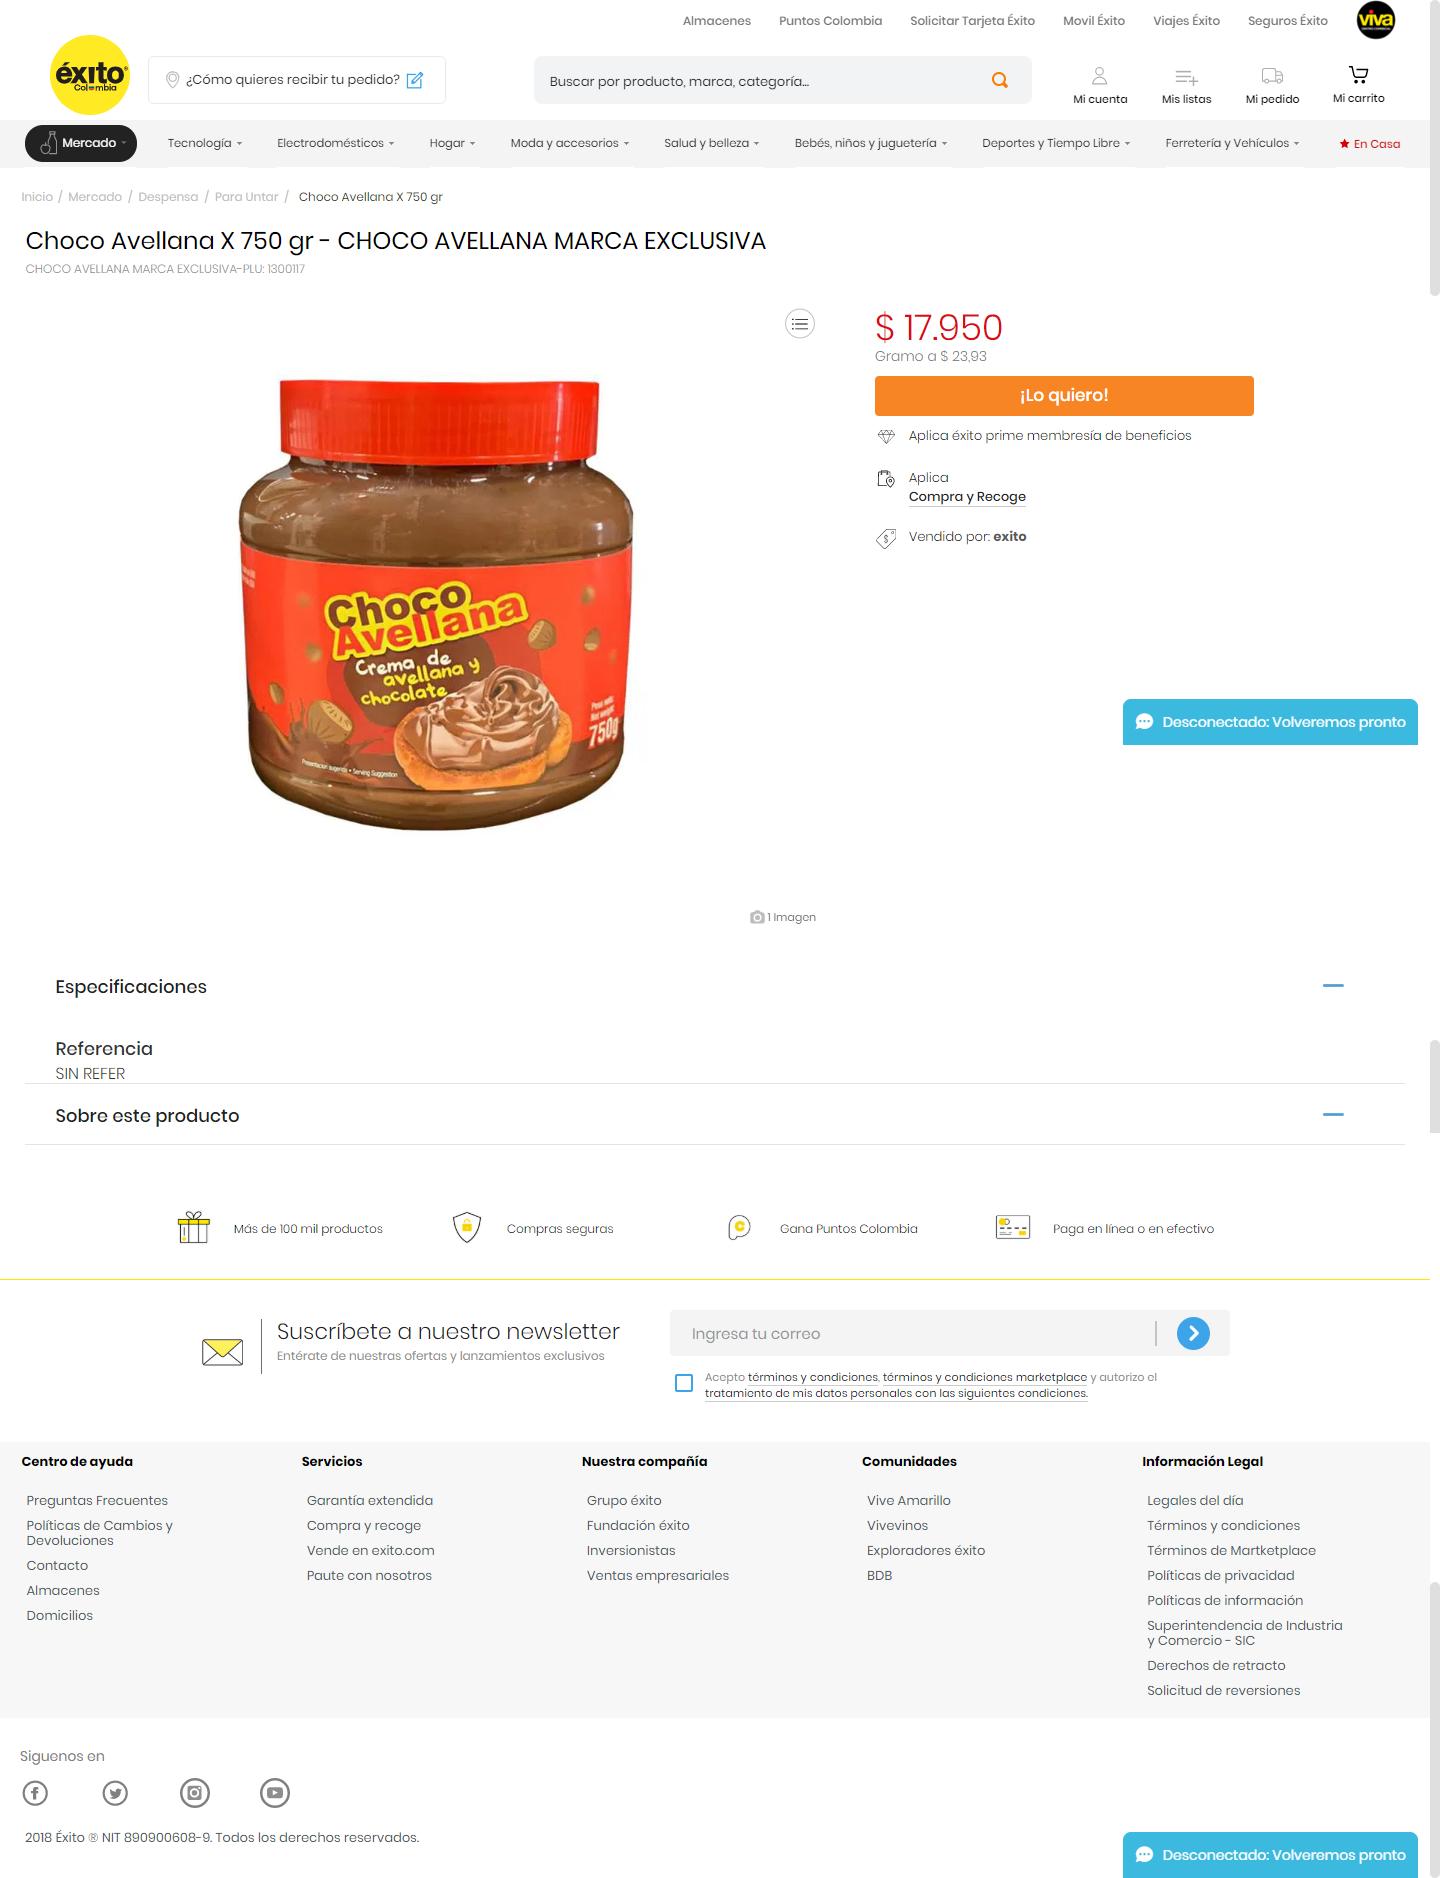 Almacenes Puntos Colombia Solicitar Tarjeta Éxito Movil Éxito Viajes Éxito Seguros Éxito viva
éxito
Colombia
¿Cómo quieres recibir tu pedido?
Buscar por producto, marca, categoría...
Mi cuenta Mis listas Mi pedido Mi carrito
Mercado Tecnología Electrodomésticos Hogar Moda y accesorios Salud y belleza Bebés, niños y juguetería Deportes y Tiempo Libre Ferretería y Vehículos En Casa
Inicio / Mercado / Despensa / Para Untar / Choco Avellana X 750 gr
Choco Avellana X 750 gr - CHOCO AVELLANA MARCA EXCLUSIVA
CHOCO AVELLANA MARCA EXCLUSIVA-PLU: 1300117
Choco
Avellana
Crema de
avellana y
chocolate
Peso neto
Net weight
750g
Presentación sugerida • Serving Suggestion
1 Imagen
$ 17.950
Gramo a $ 23,93
¡Lo quiero!
Aplica éxito prime membresía de beneficios
Aplica
Compra y Recoge
Vendido por: exito
Desconectado: Volveremos pronto
Especificaciones
Referencia
SIN REFER
Sobre este producto
Más de 100 mil productos Compras seguras Gana Puntos Colombia Paga en línea o en efectivo
Suscríbete a nuestro newsletter
Entérate de nuestras ofertas y lanzamientos exclusivos
Ingresa tu correo
Acepto términos y condiciones, términos y condiciones marketplace y autorizo el
tratamiento de mis datos personales con las siguientes condiciones.
Centro de ayuda
Preguntas Frecuentes
Políticas de Cambios y
Devoluciones
Contacto
Almacenes
Domicilios
Servicios
Garantía extendida
Compra y recoge
Vende en exito.com
Paute con nosotros
Nuestra compañía
Grupo éxito
Fundación éxito
Inversionistas
Ventas empresariales
Comunidades
Vive Amarillo
Vivevinos
Exploradores éxito
BDB
Información Legal
Legales del día
Términos y condiciones
Términos de Martketplace
Políticas de privacidad
Políticas de información
Superintendencia de Industria
y Comercio - SIC
Derechos de retracto
Solicitud de reversiones
Siguenos en
2018 Éxito ® NIT 890900608-9. Todos los derechos reservados.
Desconectado: Volveremos pronto